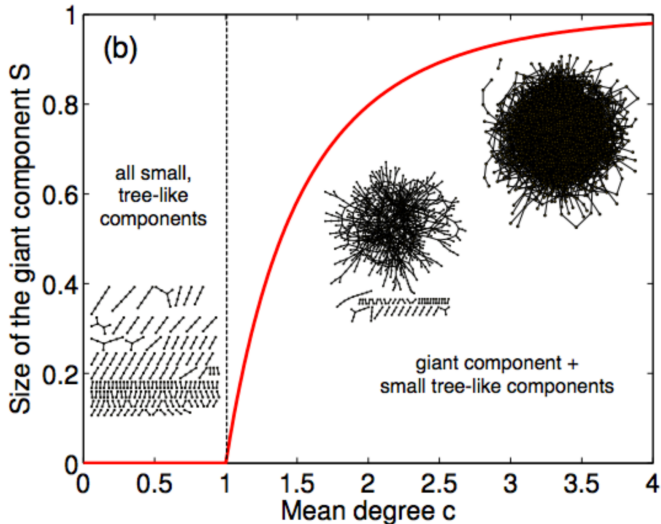 (b)
Size of the giant component S
1
0.8
0.6
0.4
0.2
0
all small,
tree-like
components
giant component +
small tree-like components
0 0.5 1 1.5 2 2.5 3 3.5 4
Mean degree c